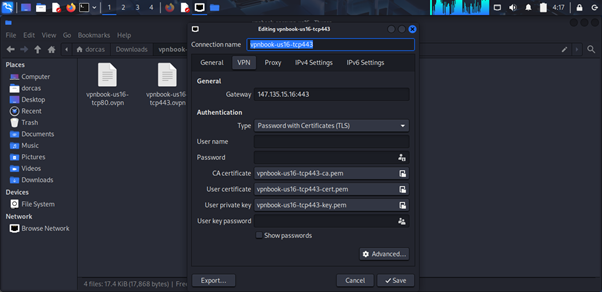 1 2 3 4
4:17
Editing vpnbook-us16-tcp443
File Edit View Go Bookmarks Help
Connection name vpnbook-us16-tcp443
dorcas Downloads vpnbook-
General VPN Proxy IPv4 Settings IPv6 Settings
Places
Computer
dorcas
Desktop
Recent
Trash
Documents
Music
Pictures
Videos
Downloads
Devices
File System
Network
Browse Network
vpnbook-us16-
tcp80.ovpn
vpnbook-us16-
tcp443.ovpn
General
Gateway 147.135.15.16:443
Authentication
Type Password with Certificates (TLS)
User name
Password
CA certificate vpnbook-us16-tcp443-ca.pem
User certificate vpnbook-us16-tcp443-cert.pem
User private key vpnbook-us16-tcp443-key.pem
User key password
Show passwords
Advanced...
Export... Cancel Save
4 files: 17.4 KiB (17,868 bytes) | Free